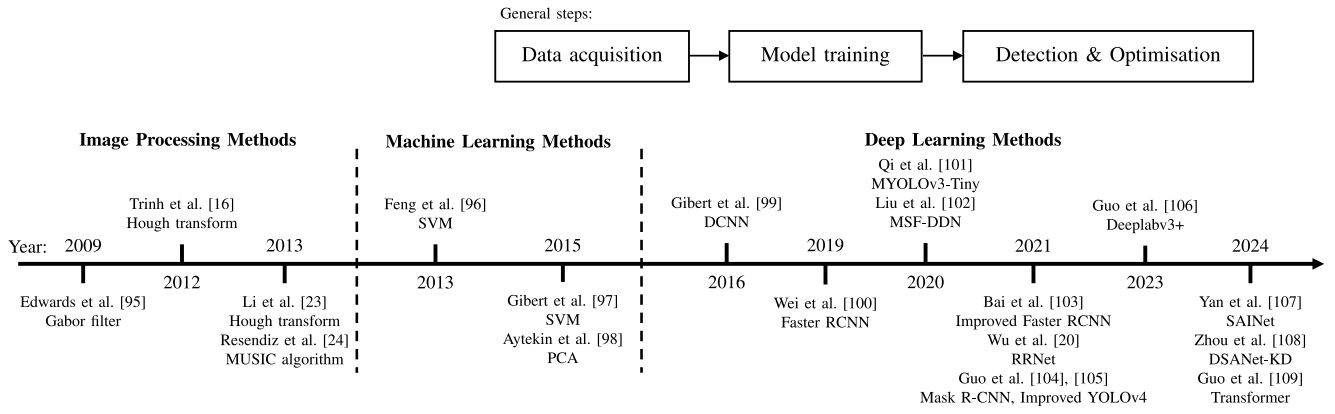 General steps:
Data acquisition
Model training
Detection & Optimisation
Image Processing Methods
Machine Learning Methods
Deep Learning Methods
Year:
2009
Edwards et al. [95]
Gabor filter
Trinh et al. [16]
Hough transform
2012
2013
Li et al. [23]
Hough transform
Resendiz et al. [24]
MUSIC algorithm
Feng et al. [96]
SVM
2013
2015
Gibert et al. [97]
SVM
Aytekin et al. [98]
PCA
Gibert et al. [99]
DCNN
2016
2019
Wei et al. [100]
Faster RCNN
Qi et al. [101]
MYOLOv3-Tiny
Liu et al. [102]
MSF-DDN
2020
2021
Bai et al. [103]
Improved Faster RCNN
Wu et al. [20]
RRNet
Guo et al. [104], [105]
Mask R-CNN, Improved YOLOv4
Guo et al. [106]
Deeplabv3+
2023
2024
Yan et al. [107]
SAINet
Zhou et al. [108]
DSANet-KD
Guo et al. [109]
Transformer